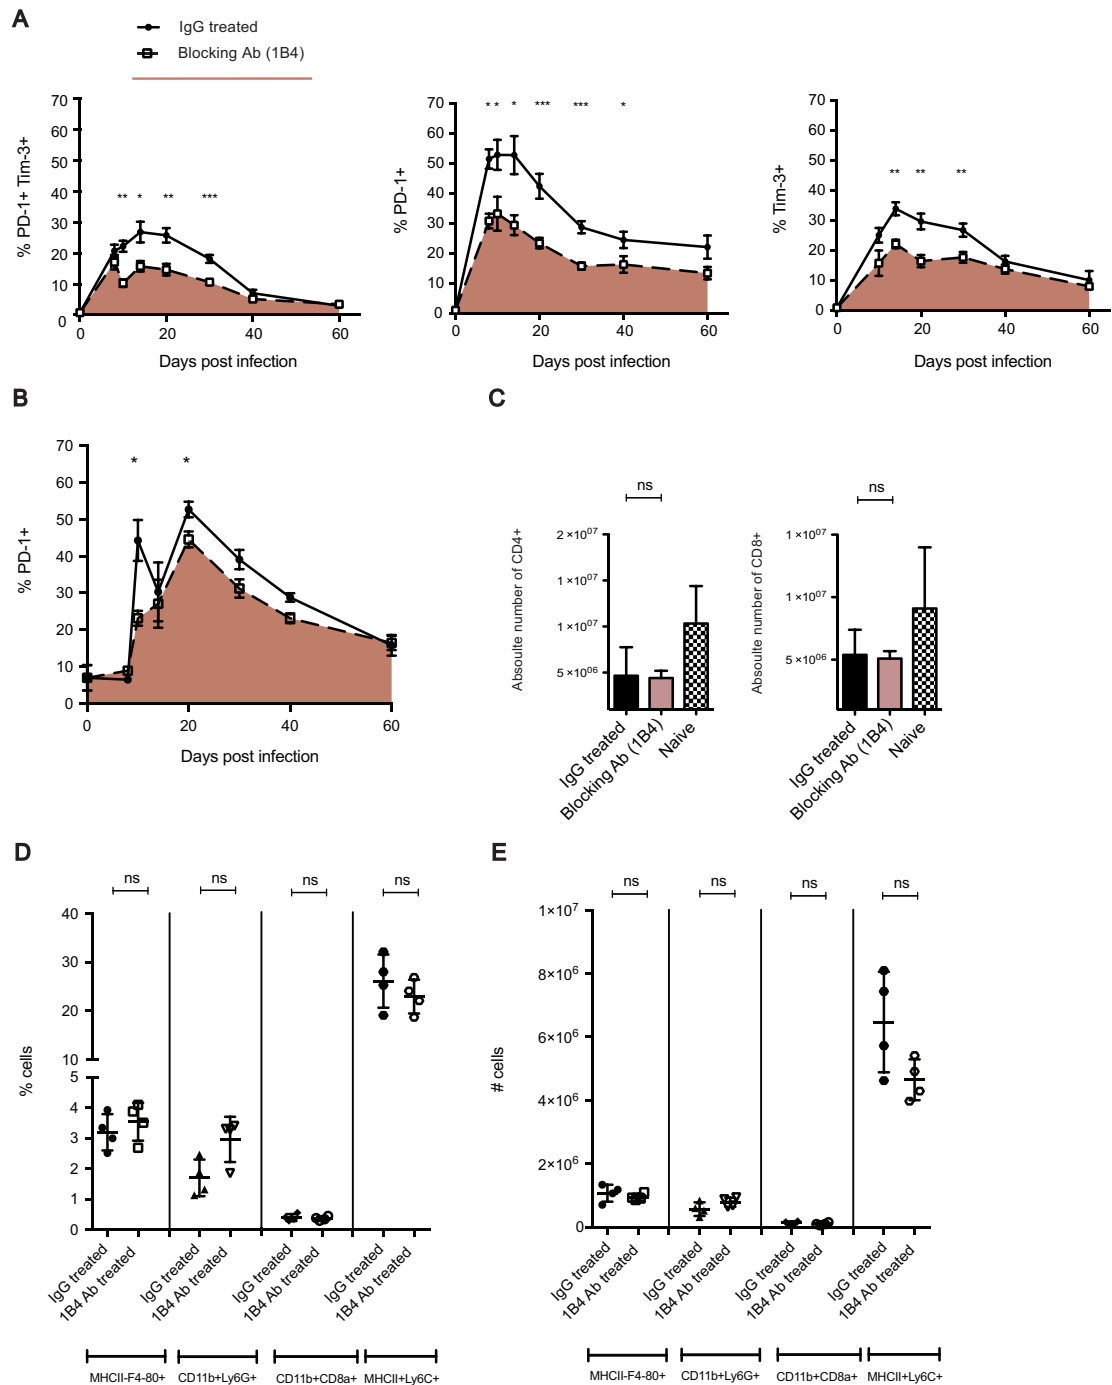 A
IgG treated
Blocking Ab (1B4)
% PD-1+ Tim-3+
70
60
50
40
30
20
10
0
** * ** ***
0 20 40 60
Days post infection
% PD-1+
70
60
50
40
30
20
10
0
* * * *** *** *
0 20 40 60
Days post infection
% Tim-3+
70
60
50
40
30
20
10
0
** ** **
0 20 40 60
Days post infection
B
% PD-1+
70
60
50
40
30
20
10
0
* *
0 20 40 60
Days post infection
C
Absoulte number of CD4+
ns
2×10⁰⁷
1×10⁰⁷
1×10⁰⁷
5×10⁰⁶
IgG treated
Blocking Ab (1B4)
Naive
Absoulte number of CD8+
ns
1×10⁰⁷
1×10⁰⁷
5×10⁰⁶
IgG treated
Blocking Ab (1B4)
Naive
D
ns ns ns ns
% cells
40
30
20
10
5
4
3
2
1
0
IgG treated
1B4 Ab treated
IgG treated
1B4 Ab treated
IgG treated
1B4 Ab treated
IgG treated
1B4 Ab treated
MHCII-F4-80+ CD11b+Ly6G+ CD11b+CD8a+ MHCII+Ly6C+
E
ns ns ns ns
# cells
1×10⁷
8×10⁶
6×10⁶
4×10⁶
2×10⁶
0
IgG treated
1B4 Ab treated
IgG treated
1B4 Ab treated
IgG treated
1B4 Ab treated
IgG treated
1B4 Ab treated
MHCII-F4-80+ CD11b+Ly6G+ CD11b+CD8a+ MHCII+Ly6C+